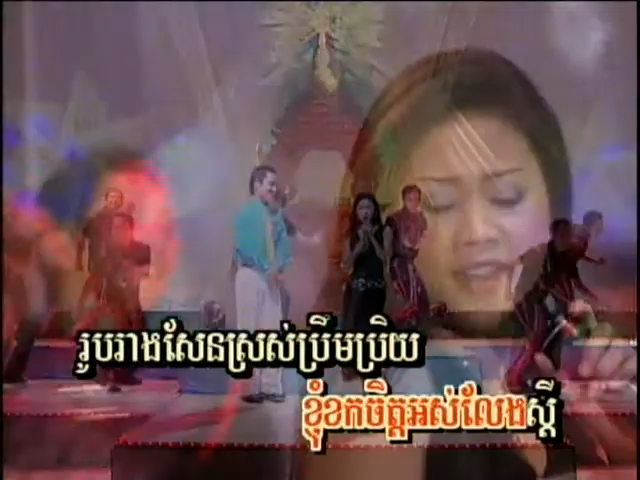 រូបរាងសែនស្រស់ប្រឹមប្រិយ
ខ្ញុំខកចិត្តអស់លែងស្ដី